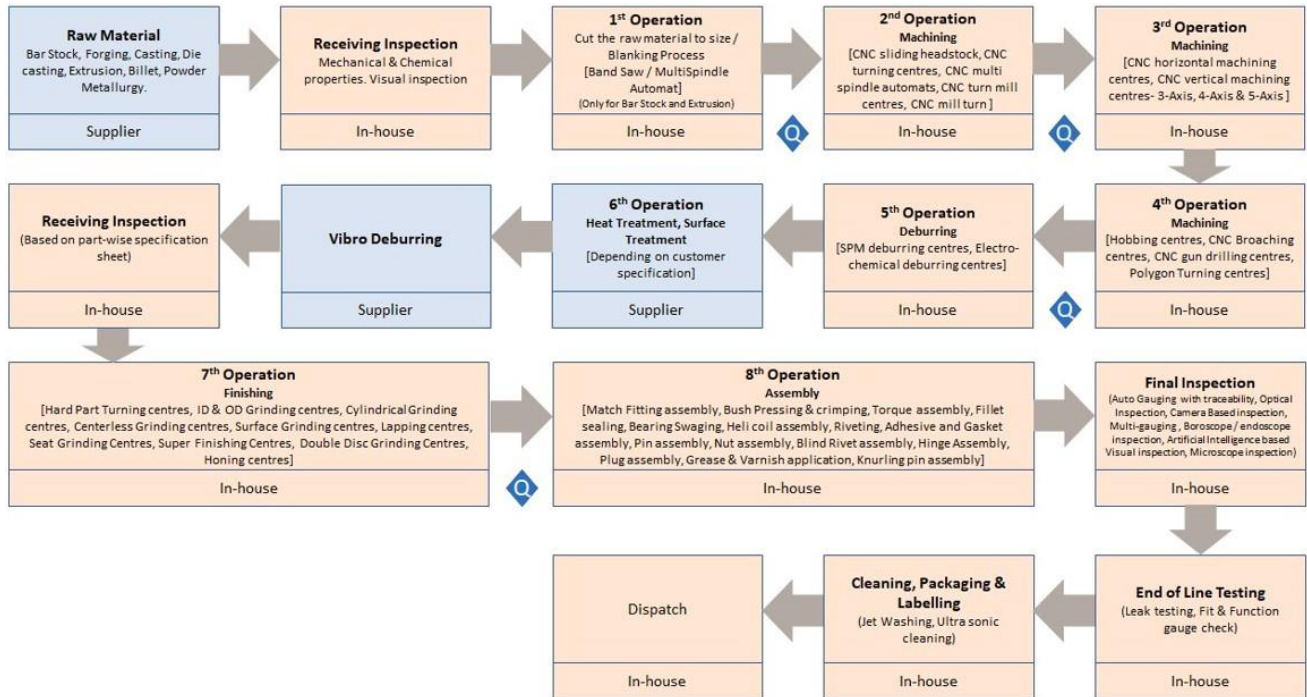 Raw Material
Bar Stock, Forging, Casting, Die
casting, Extrusion, Billet, Powder
Metallurgy.
Supplier
Receiving Inspection
Mechanical & Chemical
properties. Visual inspection
In-house
1st Operation
Cut the raw material to size /
Blanking Process
[Band Saw / MultiSpindle
Automat]
(Only for Bar Stock and Extrusion)
In-house
Q
2nd Operation
Machining
[CNC sliding headstock, CNC
turning centres, CNC multi
spindle automats, CNC turn mill
centres, CNC mill turn ]
In-house
Q
3rd Operation
Machining
[CNC horizontal machining
centres, CNC vertical machining
centres- 3-Axis, 4-Axis & 5-Axis ]
In-house
4th Operation
Machining
[Hobbing centres, CNC Broaching
centres, CNC gun drilling centres,
Polygon Turning centres]
In-house
Q
5th Operation
Deburring
[SPM deburring centres, Electro-
chemical deburring centres]
In-house
6th Operation
Heat Treatment, Surface
Treatment
[Depending on customer
specification]
Supplier
Vibro Deburring
Supplier
Receiving Inspection
(Based on part-wise specification
sheet)
In-house
7th Operation
Finishing
[Hard Part Turning centres, ID & OD Grinding centres, Cylindrical Grinding
centres, Centerless Grinding centres, Surface Grinding centres, Lapping centres,
Seat Grinding Centres, Super Finishing Centres, Double Disc Grinding Centres,
Honing centres]
In-house
Q
8th Operation
Assembly
[Match Fitting assembly, Bush Pressing & crimping, Torque assembly, Fillet
sealing, Bearing Swaging, Heli coil assembly, Riveting, Adhesive and Gasket
assembly, Pin assembly, Nut assembly, Blind Rivet assembly, Hinge Assembly,
Plug assembly, Grease & Varnish application, Knurling pin assembly]
In-house
Final Inspection
(Auto Gauging with traceability, Optical
Inspection, Camera Based inspection,
Multi-gauging , Boroscope / endoscope
inspection, Artificial Intelligence based
Visual inspection, Microscope inspection)
In-house
End of Line Testing
(Leak testing, Fit & Function
gauge check)
In-house
Cleaning, Packaging &
Labelling
(Jet Washing, Ultra sonic
cleaning)
In-house
Dispatch
In-house